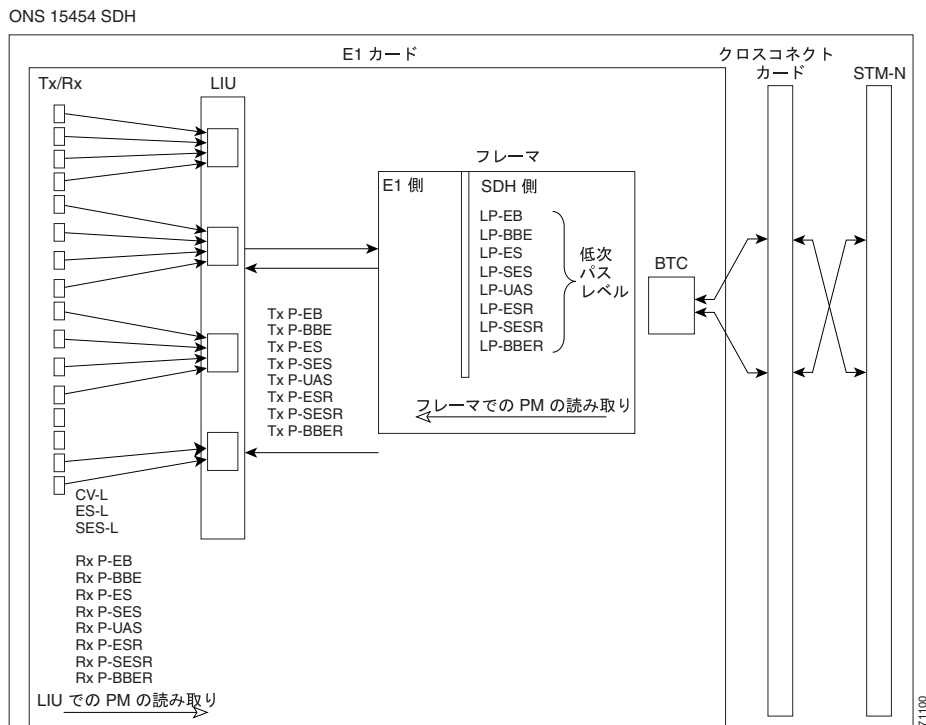 ONS 15454 SDH
E1 カード
クロスコネクト
カード
STM-N
Tx/Rx
LIU
フレーマ
E1 側
SDH 側
LP-EB
LP-BBE
LP-ES
LP-SES
LP-UAS
LP-ESR
LP-SESR
LP-BBER
低次
パス
レベル
BTC
Tx P-EB
Tx P-BBE
Tx P-ES
Tx P-SES
Tx P-UAS
Tx P-ESR
Tx P-SESR
Tx P-BBER
フレーマでの PM の読み取り
CV-L
ES-L
SES-L
Rx P-EB
Rx P-BBE
Rx P-ES
Rx P-SES
Rx P-UAS
Rx P-ESR
Rx P-SESR
Rx P-BBER
LIU での PM の読み取り
71100